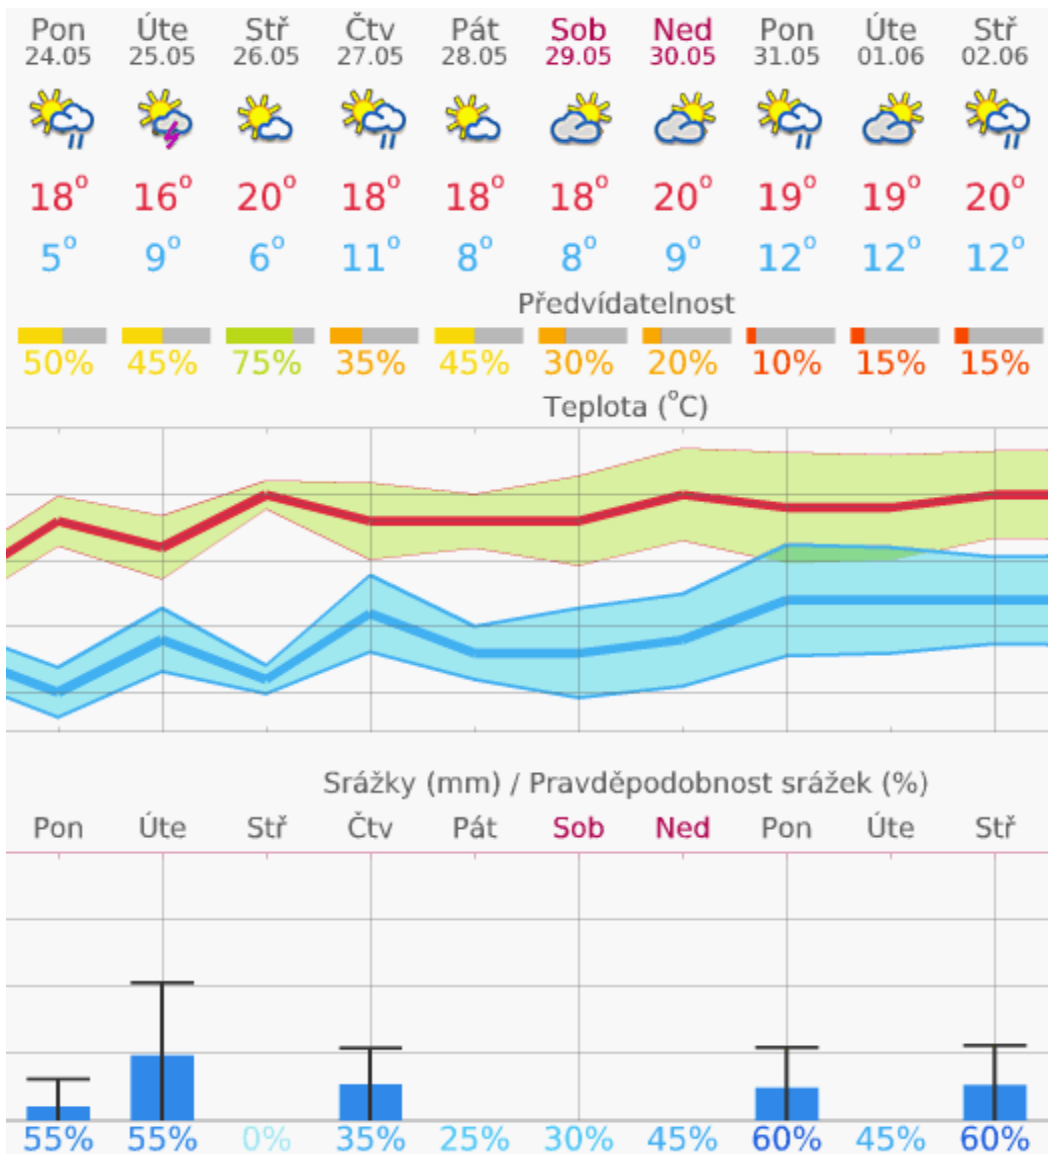 Pon Úte Stř Čtv Pát Sob Ned Pon Úte Stř
24.05 25.05 26.05 27.05 28.05 29.05 30.05 31.05 01.06 02.06
18° 16° 20° 18° 18° 18° 20° 19° 19° 20°
5° 9° 6° 11° 8° 8° 9° 12° 12° 12°
Předvídatelnost
50% 45% 75% 35% 45% 30% 20% 10% 15% 15%
Teplota (°C)
Srážky (mm) / Pravděpodobnost srážek (%)
Pon Úte Stř Čtv Pát Sob Ned Pon Úte Stř
55% 55% 0% 35% 25% 30% 45% 60% 45% 60%